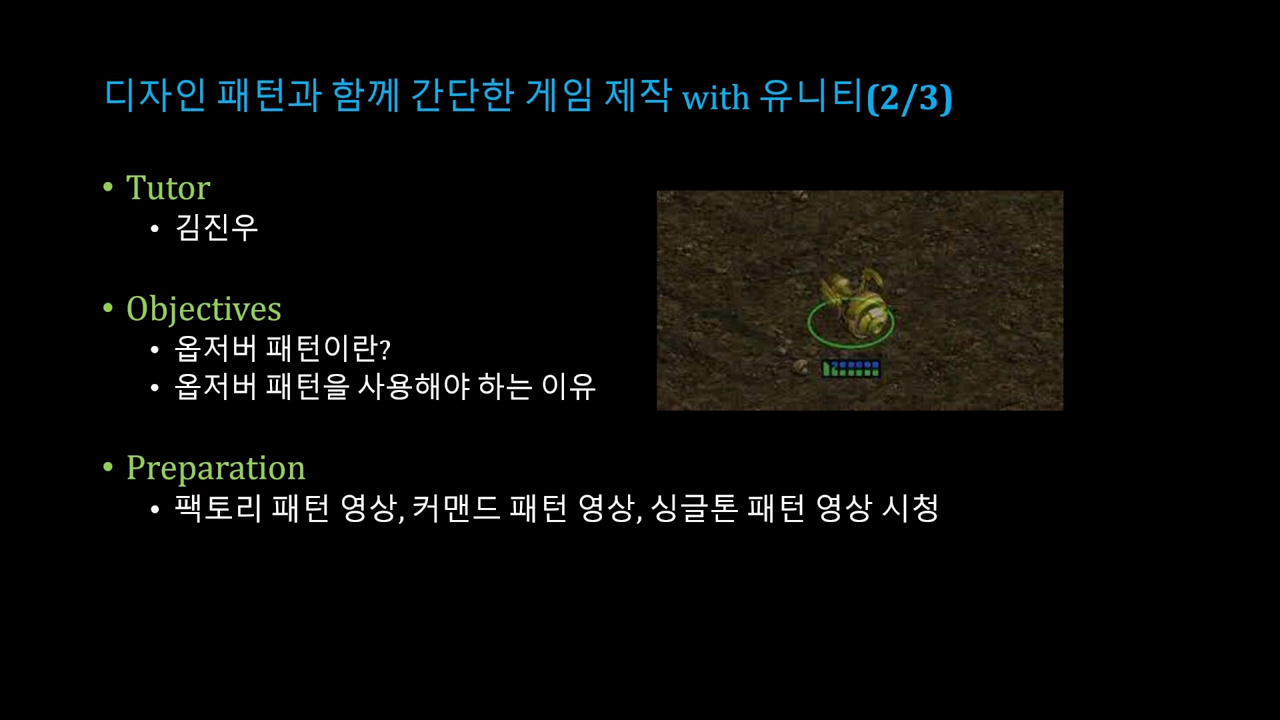 디자인 패턴과 함께 간단한 게임 제작 with 유니티(2/3)
• Tutor
• 김진우
• Objectives
• 옵저버 패턴이란?
• 옵저버 패턴을 사용해야 하는 이유
• Preparation
• 팩토리 패턴 영상, 커맨드 패턴 영상, 싱글톤 패턴 영상 시청